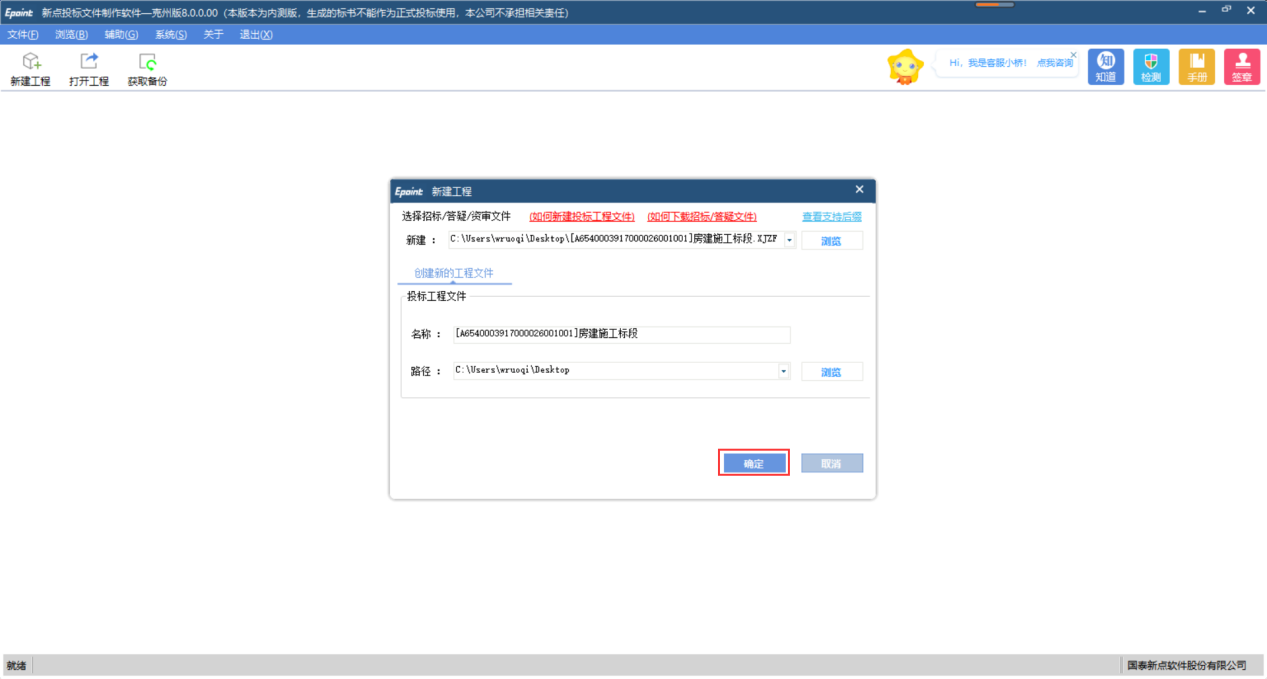 Epoint 新点投标文件制作软件—克州版8.0.0.00（本版本为内测版，生成的标书不能作为正式投标使用，本公司不承担相关责任）
文件(F) 浏览(B) 辅助(G) 系统(S) 关于 退出(X)
新建工程 打开工程 获取备份
Hi，我是客服小桥！ 点我咨询
知
知道 检测 手册 签章
Epoint 新建工程
选择招标/答疑/资审文件 (如何新建投标工程文件) (如何下载招标/答疑文件) 查看支持后缀
新建 ： C:\Users\wruoqi\Desktop\[A6540003917000026001001]房建施工标段.XJZF 浏览
创建新的工程文件
投标工程文件
名称 ： [A6540003917000026001001]房建施工标段
路径 ： C:\Users\wruoqi\Desktop 浏览
确定 取消
就绪 国泰新点软件股份有限公司